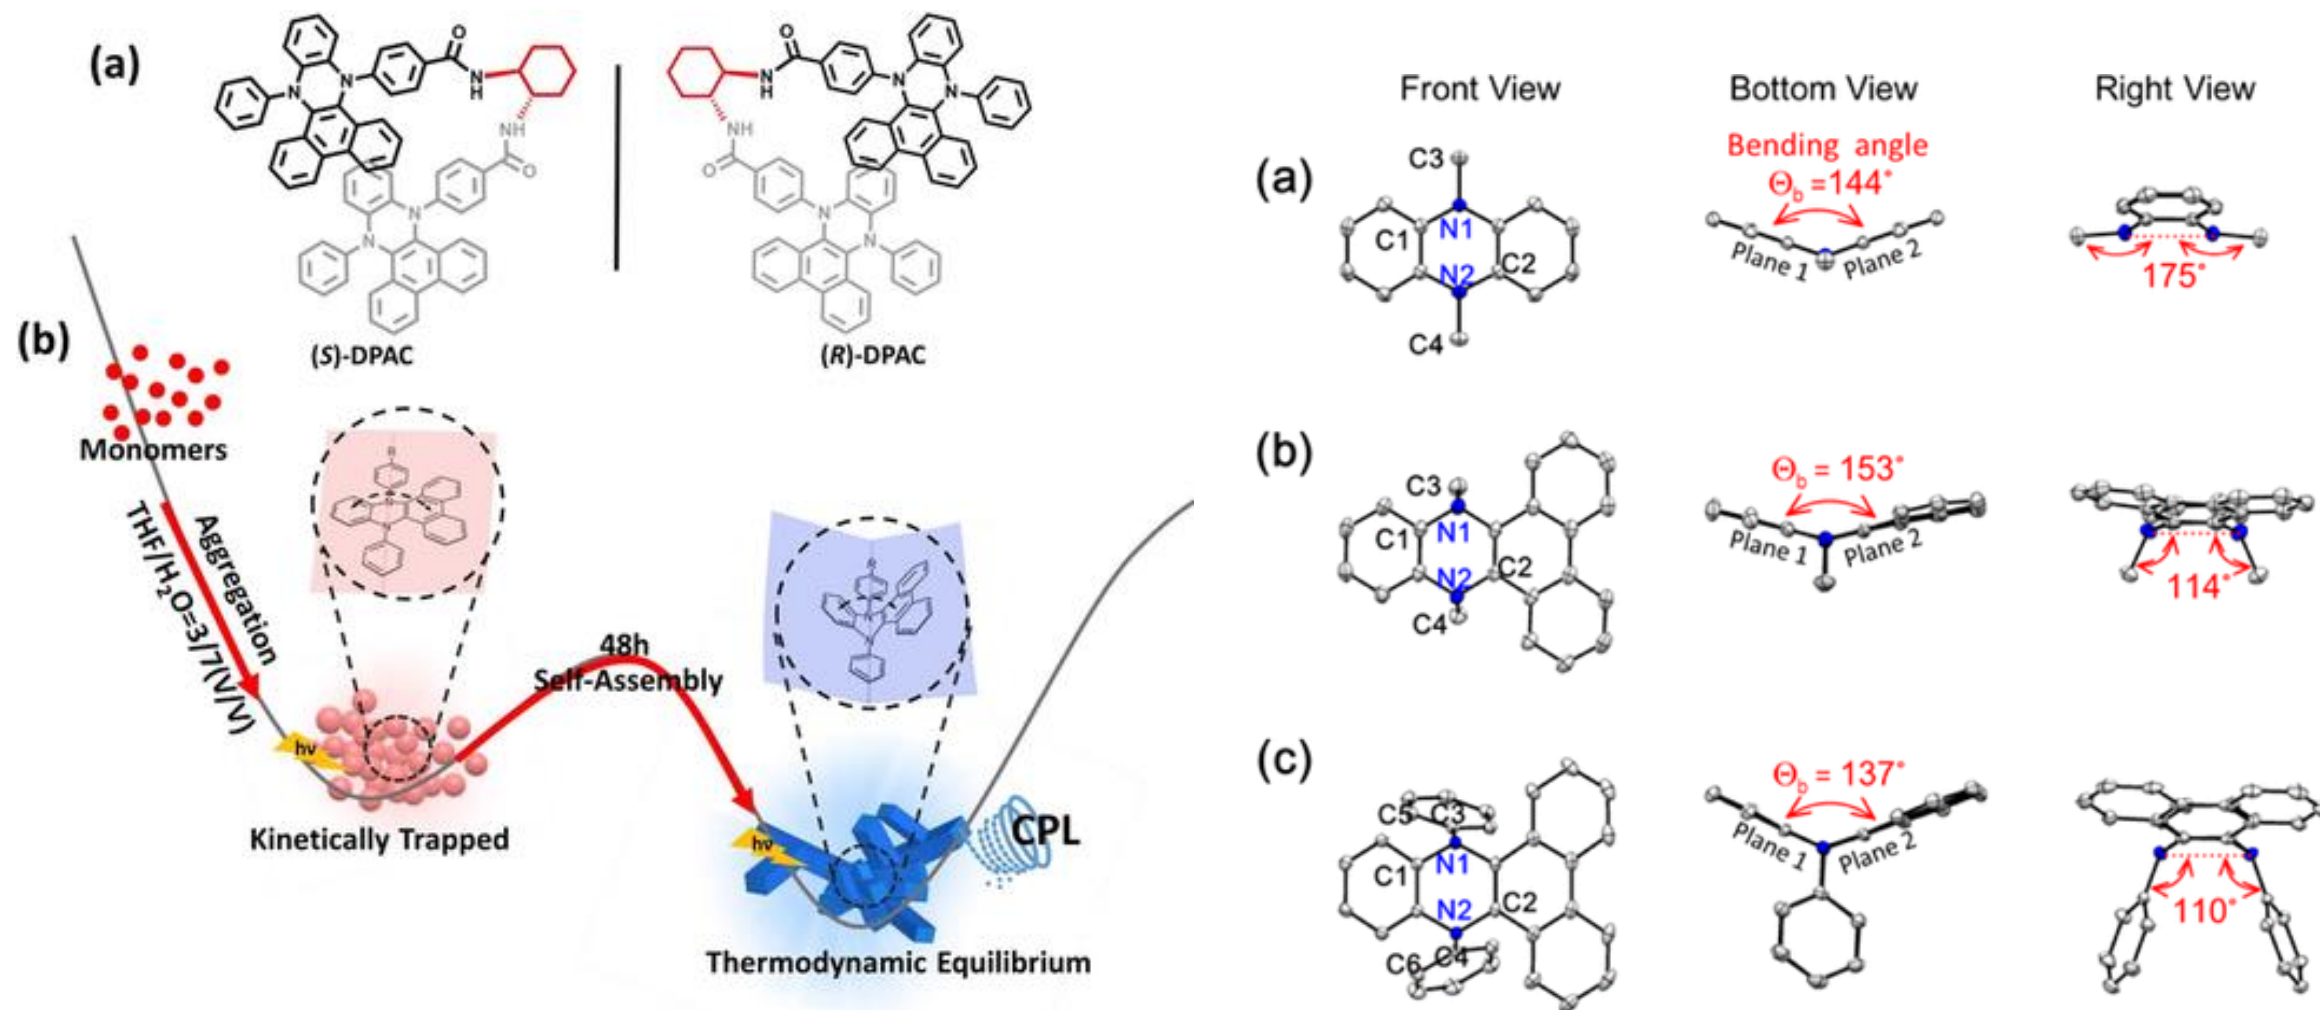 (a)
O
N
H
N
N
NH
O
N
N
(S)-DPAC
O
N
H
N
N
NH
O
N
N
(R)-DPAC
(b)
Monomers
Aggregation
THF/H₂O=3/7(V/V)
hν
Kinetically Trapped
48h
Self-Assembly
R
N
N
hν
CPL
Thermodynamic Equilibrium
Front View
Bottom View
Right View
(a)
C3
C1
N1
N2
C2
C4
Bending angle
Θb =144°
Plane 1
Plane 2
175°
(b)
C3
C1
N1
N2
C2
C4
Θb = 153°
Plane 1
Plane 2
114°
(c)
C5
C3
C1
N1
N2
C2
C6
C4
Θb = 137°
Plane 1
Plane 2
110°